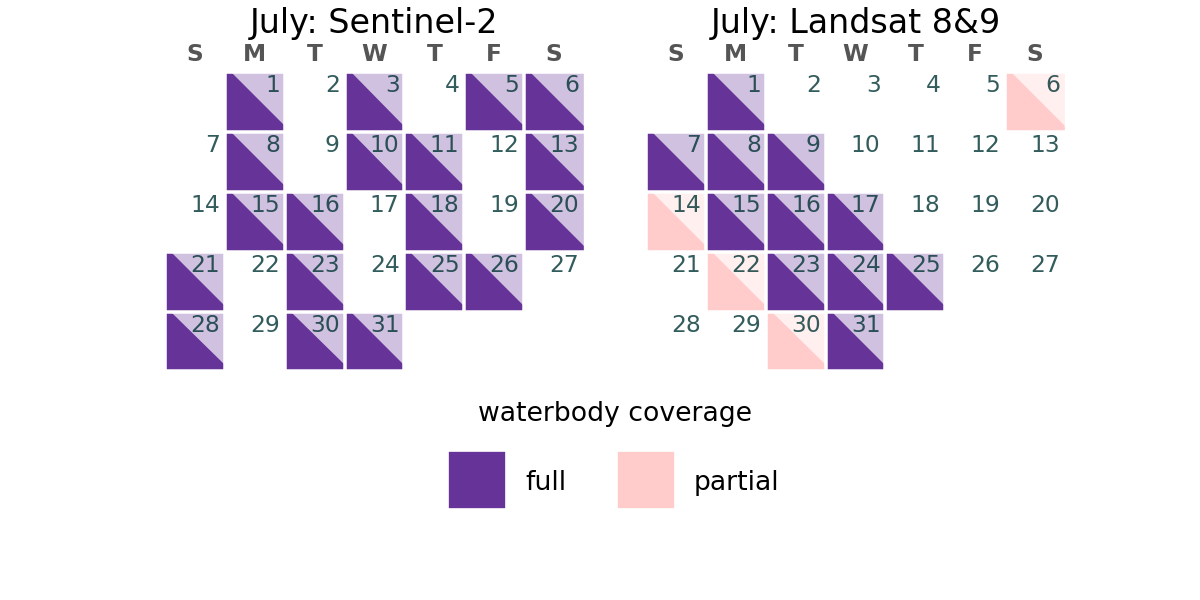 July: Sentinel-2
S M T W T F S
1 2 3 4 5 6
7 8 9 10 11 12 13
14 15 16 17 18 19 20
21 22 23 24 25 26 27
28 29 30 31
July: Landsat 8&9
S M T W T F S
1 2 3 4 5 6
7 8 9 10 11 12 13
14 15 16 17 18 19 20
21 22 23 24 25 26 27
28 29 30 31
waterbody coverage
full partial